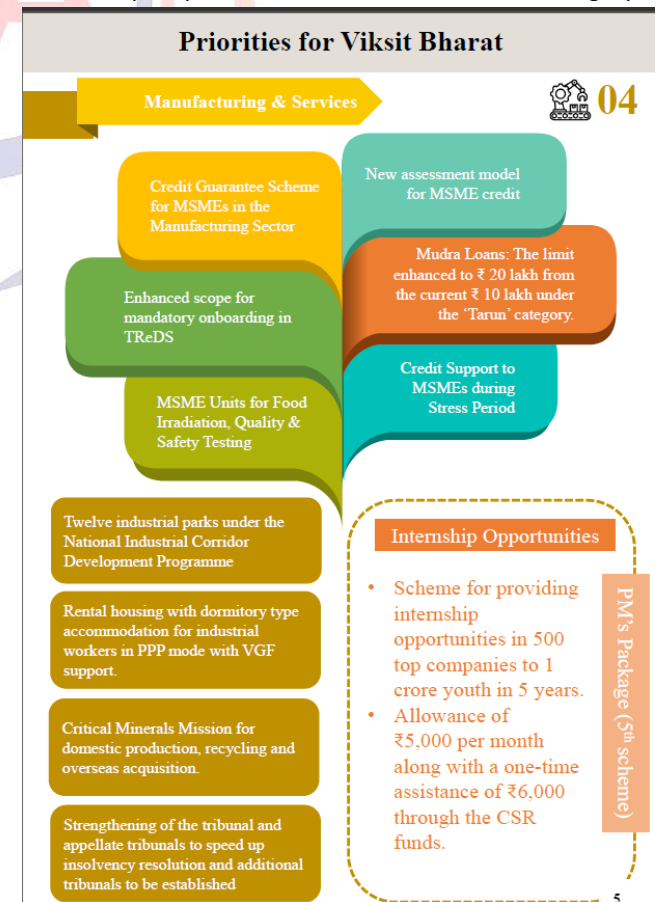 Priorities for Viksit Bharat
Manufacturing & Services
04
Credit Guarantee Scheme
for MSMEs in the
Manufacturing Sector
New assessment model
for MSME credit
Enhanced scope for
mandatory onboarding in
TReDS
Mudra Loans: The limit
enhanced to ₹ 20 lakh from
the current ₹ 10 lakh under
the ‘Tarun’ category.
MSME Units for Food
Irradiation, Quality &
Safety Testing
Credit Support to
MSMEs during
Stress Period
Twelve industrial parks under the
National Industrial Corridor
Development Programme
Rental housing with dormitory type
accommodation for industrial
workers in PPP mode with VGF
support.
Critical Minerals Mission for
domestic production, recycling and
overseas acquisition.
Strengthening of the tribunal and
appellate tribunals to speed up
insolvency resolution and additional
tribunals to be established
Internship Opportunities
• Scheme for providing
internship
opportunities in 500
top companies to 1
crore youth in 5 years.
• Allowance of
₹5,000 per month
along with a one-time
assistance of ₹6,000
through the CSR
funds.
PM’s Package (5th scheme)
5